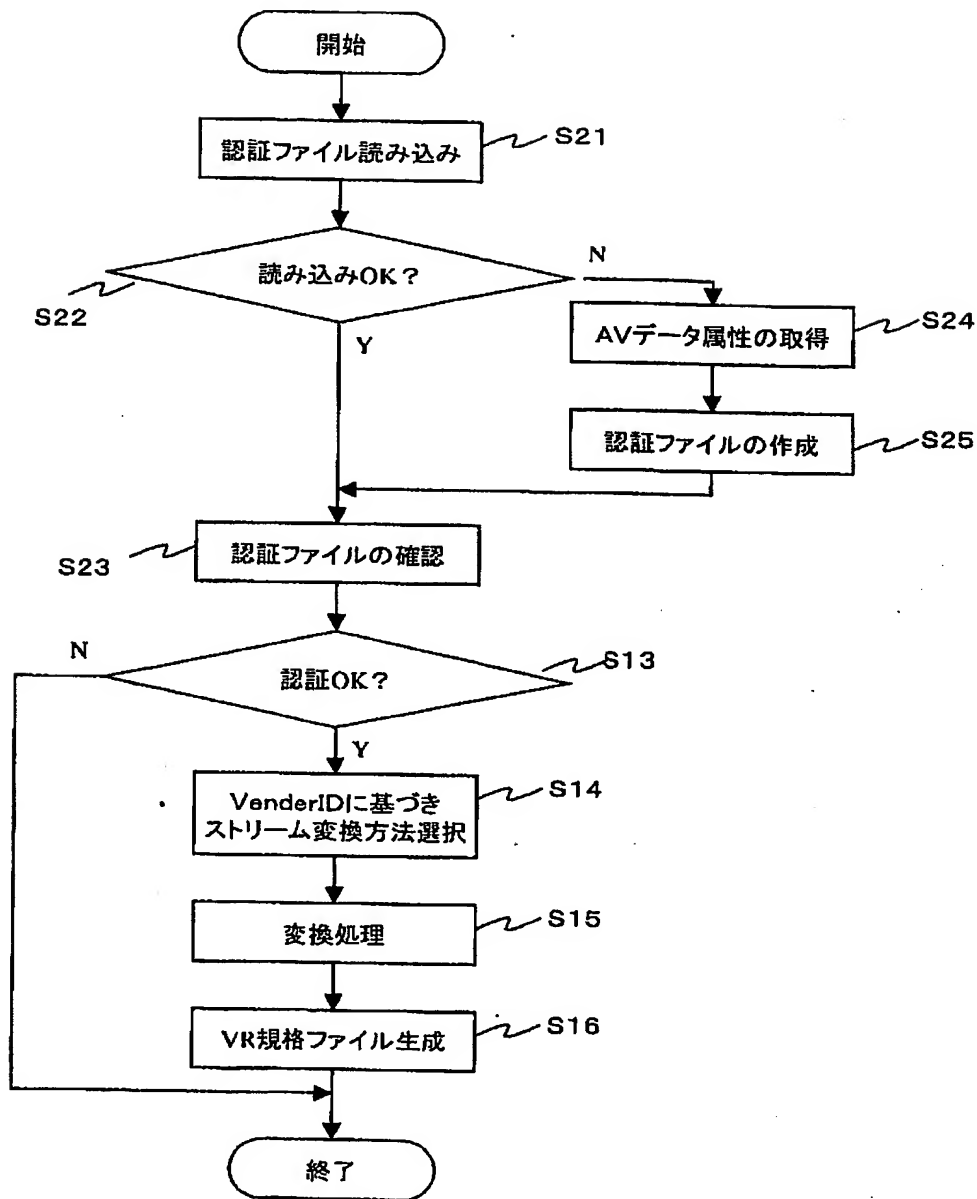 開始
認証ファイル読み込み
S21
読み込みOK？
N
S22
Y
AVデータ属性の取得
S24
認証ファイルの作成
S25
認証ファイルの確認
S23
N
認証OK？
S13
Y
VenderIDに基づき
ストリーム変換方法選択
S14
変換処理
S15
VR規格ファイル生成
S16
終了